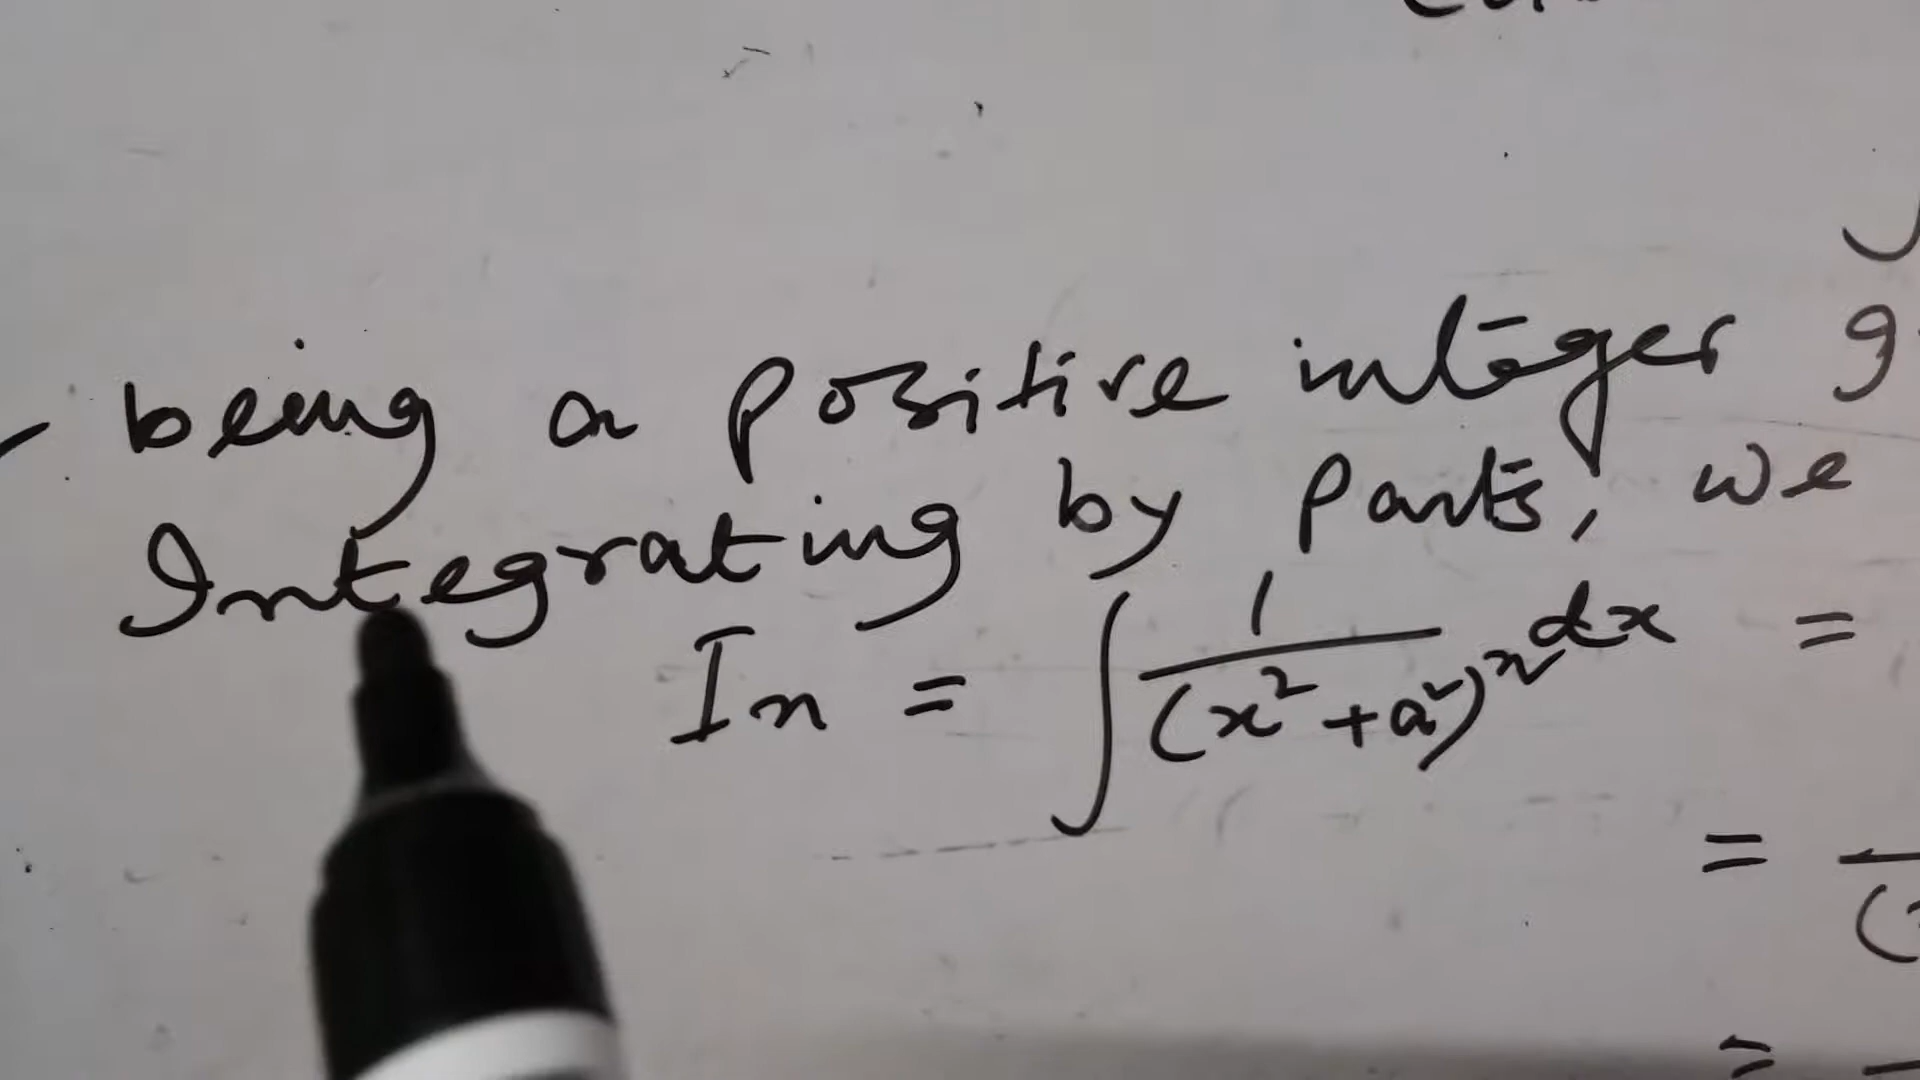 being a positive integer g
Integrating by parts, we
In = ∫ 1/(x²+a²)ⁿ dx =
=
(
=